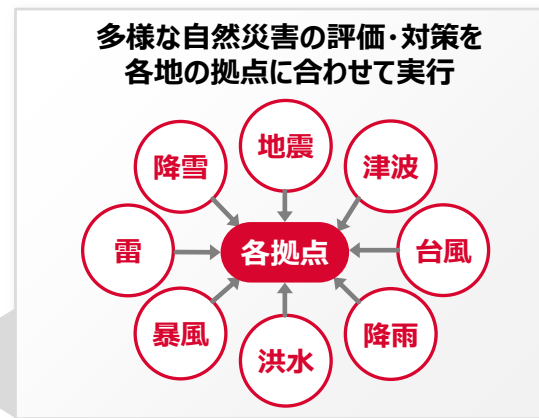 多様な自然災害の評価・対策を
各地の拠点に合わせて実行
地震
降雪
津波
雷
各拠点
台風
暴風
降雨
洪水